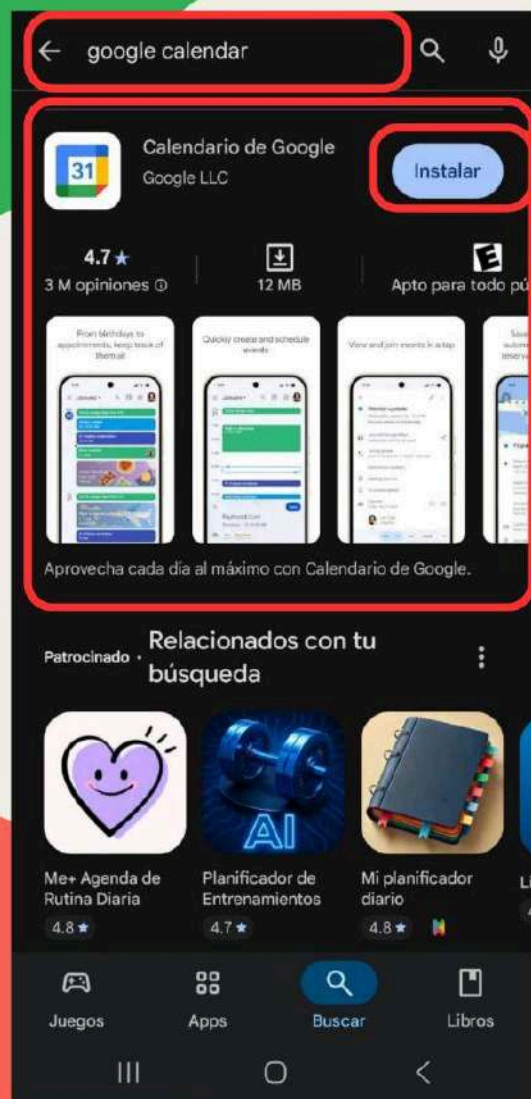 google calendar
31
Calendario de Google
Google LLC
Instalar
4.7★
3 M opiniones
12 MB
E
Apto para todo pú
From birthdays to
appointments, keep track of
them all
Quickly create and schedule
events
View and join events in a tap
Aprovecha cada día al máximo con Calendario de Google.
Patrocinado ·
Relacionados con tu
búsqueda
AI
Me+ Agenda de
Rutina Diaria
4.8★
Planificador de
Entrenamientos
4.7★
Mi planificador
diario
4.8★
Juegos
Apps
Buscar
Libros